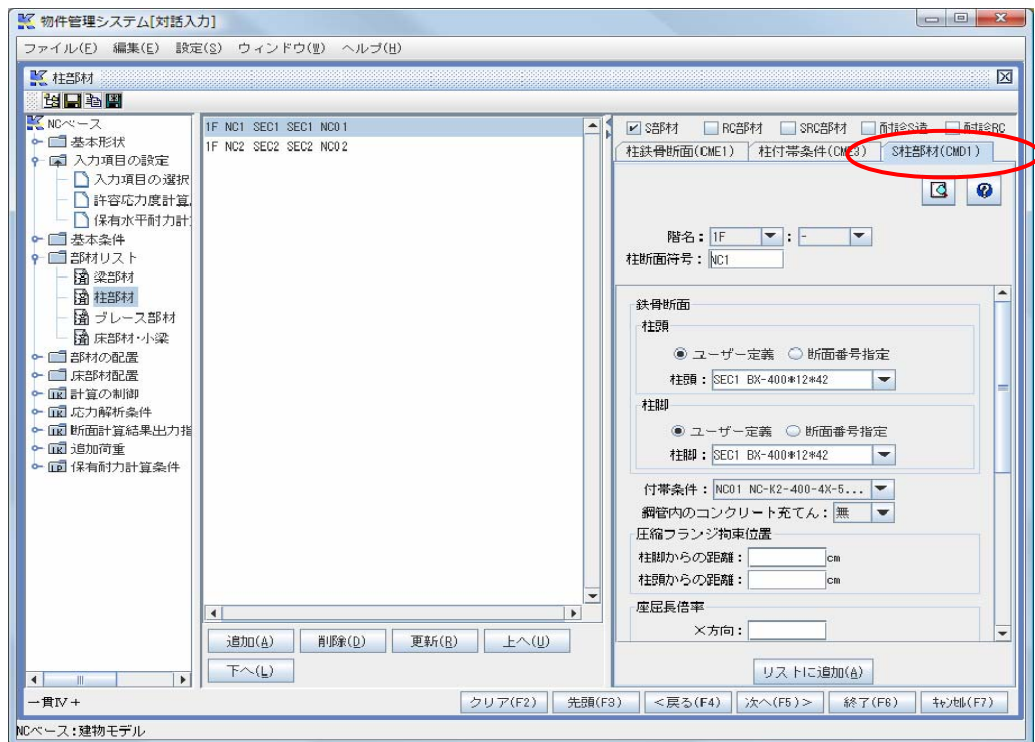 物件管理システム[対話入力]
ファイル(F) 編集(E) 設定(S) ウィンドウ(W) ヘルプ(H)
柱部材
NCベース
基本形状
入力項目の設定
入力項目の選択
許容応力度計算
保有水平耐力計
基本条件
部材リスト
梁部材
柱部材
ブレース部材
床部材・小梁
部材の配置
床部材配置
計算の制御
応力解析条件
断面計算結果出力指
追加荷重
保有耐力計算条件
1F NC1 SEC1 SEC1 NC01
1F NC2 SEC2 SEC2 NC02
追加(A) 削除(D) 更新(R) 上へ(U)
下へ(L)
S部材 RC部材 SRC部材 耐診S造 耐診RC
柱鉄骨断面(CME1) 柱付帯条件(CME3) S柱部材(CMD1)
階名: 1F : -
柱断面符号: NC1
鉄骨断面
柱頭
ユーザー定義 断面番号指定
柱頭: SEC1 BX-400*12*42
柱脚
ユーザー定義 断面番号指定
柱脚: SEC1 BX-400*12*42
付帯条件: NC01 NC-K2-400-4X-5...
鋼管内のコンクリート充てん: 無
圧縮フランジ拘束位置
柱脚からの距離: cm
柱頭からの距離: cm
座屈長倍率
X方向:
リストに追加(A)
一貫Ⅳ+
クリア(F2) 先頭(F3) <戻る(F4) 次へ(F5)> 終了(F6) キャンセル(F7)
NCベース:建物モデル